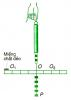 Miếng
chất dẻo
O₁
O
O₂
P